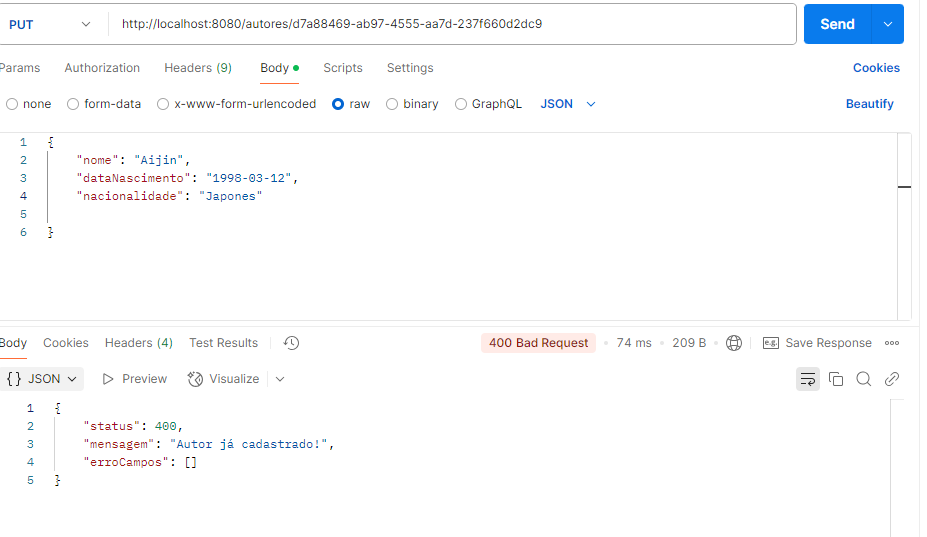 PUT http://localhost:8080/autores/d7a88469-ab97-4555-aa7d-237f660d2dc9 Send
Params Authorization Headers (9) Body Scripts Settings Cookies
none form-data x-www-form-urlencoded raw binary GraphQL JSON Beautify
1 {
2 "nome": "Aijin",
3 "dataNascimento": "1998-03-12",
4 "nacionalidade": "Japones"
5
6 }
Body Cookies Headers (4) Test Results 400 Bad Request • 74 ms • 209 B • e.g. Save Response
{} JSON Preview Visualize
1 {
2 "status": 400,
3 "mensagem": "Autor já cadastrado!",
4 "erroCampos": []
5 }